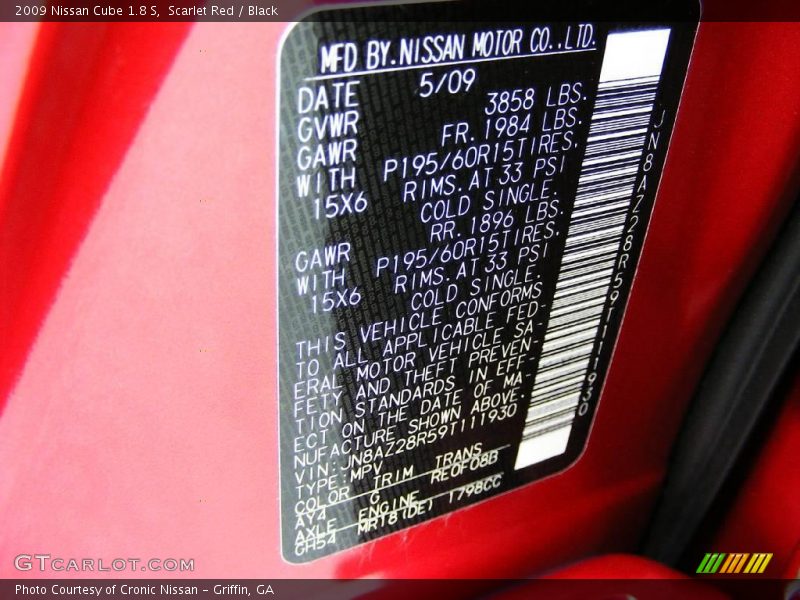 2009 Nissan Cube 1.8 S, Scarlet Red / Black
MFD BY.NISSAN MOTOR CO.,LTD.
DATE 5/09
GVWR 3858 LBS.
GAWR FR. 1984 LBS.
WITH P195/60R15TIRES.
15X6 RIMS.AT 33 PSI
COLD SINGLE.
GAWR RR. 1896 LBS.
WITH P195/60R15TIRES.
15X6 RIMS.AT 33 PSI
COLD SINGLE.
THIS VEHICLE CONFORMS
TO ALL APPLICABLE FED-
ERAL MOTOR VEHICLE SA-
FETY AND THEFT PREVEN-
TION STANDARDS IN EFF-
ECT ON THE DATE OF MA-
NUFACTURE SHOWN ABOVE.
VIN:JN8AZ28R59T111930
TYPE:MPV
COLOR TRIM TRANS
AY4 G RE0F08B
AXLE ENGINE
GH54 MR18(DE) 1798CC
JN8AZ28R59T111930
GTCarLot.com
Photo Courtesy of Cronic Nissan - Griffin, GA